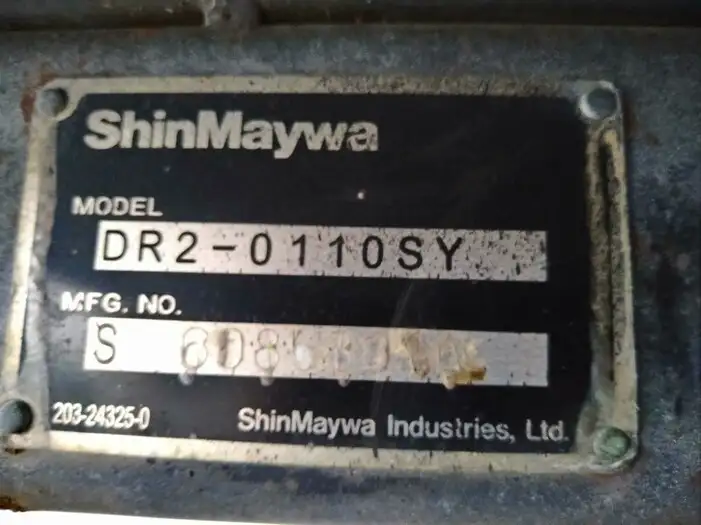 ShinMaywa
MODEL
DR2-0110SY
MFG. NO.
S
203-24325-0
ShinMaywa Industries, Ltd.